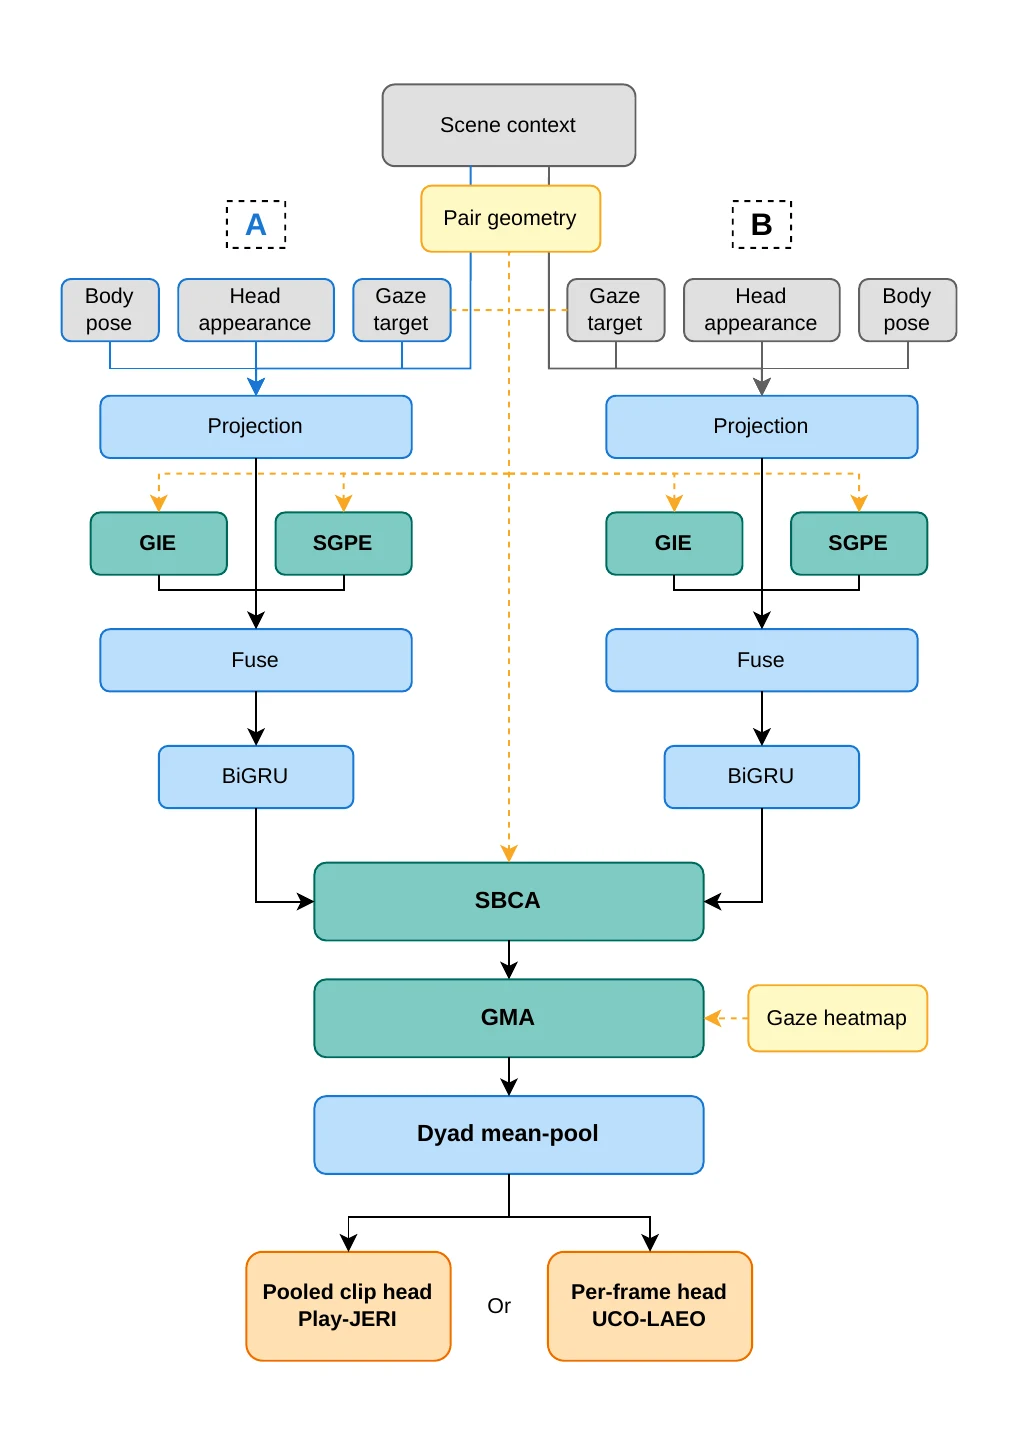 Scene context
Pair geometry
A
B
Body
pose
Head
appearance
Gaze
target
Gaze
target
Head
appearance
Body
pose
Projection
Projection
GIE
SGPE
GIE
SGPE
Fuse
Fuse
BiGRU
BiGRU
SBCA
GMA
Gaze heatmap
Dyad mean-pool
Pooled clip head
Play-JERI
Or
Per-frame head
UCO-LAEO